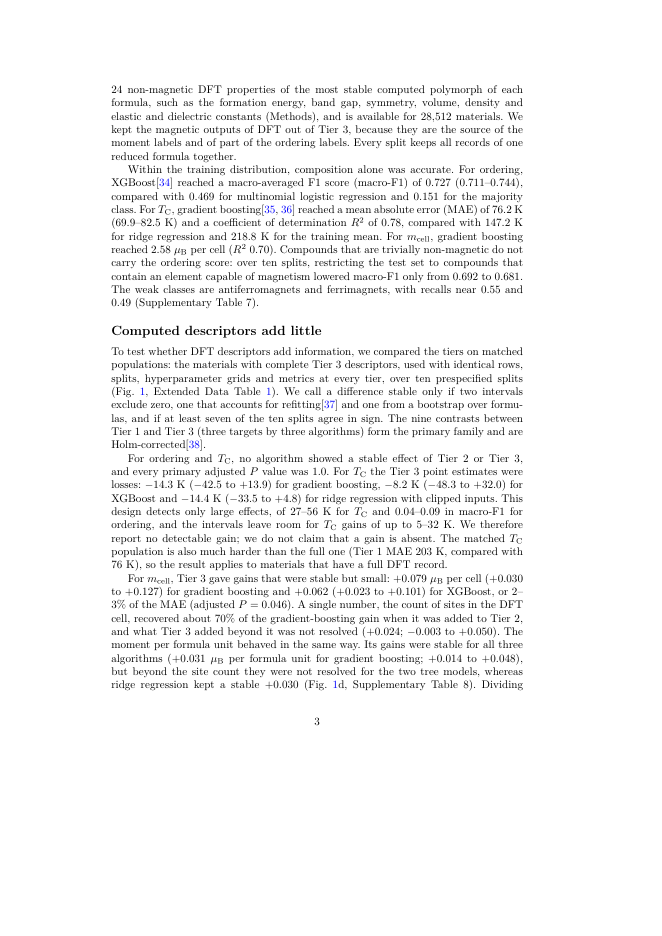 24 non-magnetic DFT properties of the most stable computed polymorph of each
formula, such as the formation energy, band gap, symmetry, volume, density and
elastic and dielectric constants (Methods), and is available for 28,512 materials. We
kept the magnetic outputs of DFT out of Tier 3, because they are the source of the
moment labels and of part of the ordering labels. Every split keeps all records of one
reduced formula together.
Within the training distribution, composition alone was accurate. For ordering,
XGBoost[34] reached a macro-averaged F1 score (macro-F1) of 0.727 (0.711–0.744),
compared with 0.469 for multinomial logistic regression and 0.151 for the majority
class. For T_C, gradient boosting[35, 36] reached a mean absolute error (MAE) of 76.2 K
(69.9–82.5 K) and a coefficient of determination R² of 0.78, compared with 147.2 K
for ridge regression and 218.8 K for the training mean. For m_cell, gradient boosting
reached 2.58 μ_B per cell (R² 0.70). Compounds that are trivially non-magnetic do not
carry the ordering score: over ten splits, restricting the test set to compounds that
contain an element capable of magnetism lowered macro-F1 only from 0.692 to 0.681.
The weak classes are antiferromagnets and ferrimagnets, with recalls near 0.55 and
0.49 (Supplementary Table 7).
Computed descriptors add little
To test whether DFT descriptors add information, we compared the tiers on matched
populations: the materials with complete Tier 3 descriptors, used with identical rows,
splits, hyperparameter grids and metrics at every tier, over ten prespecified splits
(Fig. 1, Extended Data Table 1). We call a difference stable only if two intervals
exclude zero, one that accounts for refitting[37] and one from a bootstrap over formu-
las, and if at least seven of the ten splits agree in sign. The nine contrasts between
Tier 1 and Tier 3 (three targets by three algorithms) form the primary family and are
Holm-corrected[38].
For ordering and T_C, no algorithm showed a stable effect of Tier 2 or Tier 3,
and every primary adjusted P value was 1.0. For T_C the Tier 3 point estimates were
losses: −14.3 K (−42.5 to +13.9) for gradient boosting, −8.2 K (−48.3 to +32.0) for
XGBoost and −14.4 K (−33.5 to +4.8) for ridge regression with clipped inputs. This
design detects only large effects, of 27–56 K for T_C and 0.04–0.09 in macro-F1 for
ordering, and the intervals leave room for T_C gains of up to 5–32 K. We therefore
report no detectable gain; we do not claim that a gain is absent. The matched T_C
population is also much harder than the full one (Tier 1 MAE 203 K, compared with
76 K), so the result applies to materials that have a full DFT record.
For m_cell, Tier 3 gave gains that were stable but small: +0.079 μ_B per cell (+0.030
to +0.127) for gradient boosting and +0.062 (+0.023 to +0.101) for XGBoost, or 2–
3% of the MAE (adjusted P = 0.046). A single number, the count of sites in the DFT
cell, recovered about 70% of the gradient-boosting gain when it was added to Tier 2,
and what Tier 3 added beyond it was not resolved (+0.024; −0.003 to +0.050). The
moment per formula unit behaved in the same way. Its gains were stable for all three
algorithms (+0.031 μ_B per formula unit for gradient boosting; +0.014 to +0.048),
but beyond the site count they were not resolved for the two tree models, whereas
ridge regression kept a stable +0.030 (Fig. 1d, Supplementary Table 8). Dividing
3